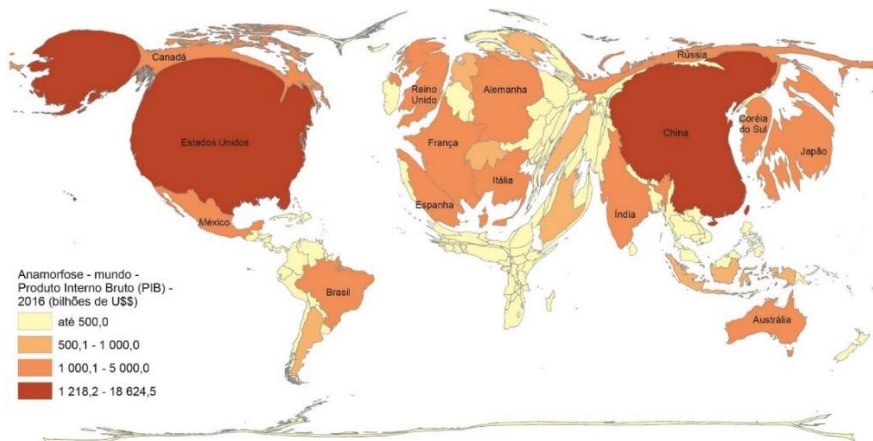 Canadá
Rússia
Reino
Unido
Alemanha
Estados Unidos
França
China
Coréia
do Sul
Japão
Itália
Espanha
México
Índia
Brasil
Austrália
Anamorfose - mundo -
Produto Interno Bruto (PIB) -
2016 (bilhões de U$$)
até 500,0
500,1 - 1 000,0
1 000,1 - 5 000,0
1 218,2 - 18 624,5